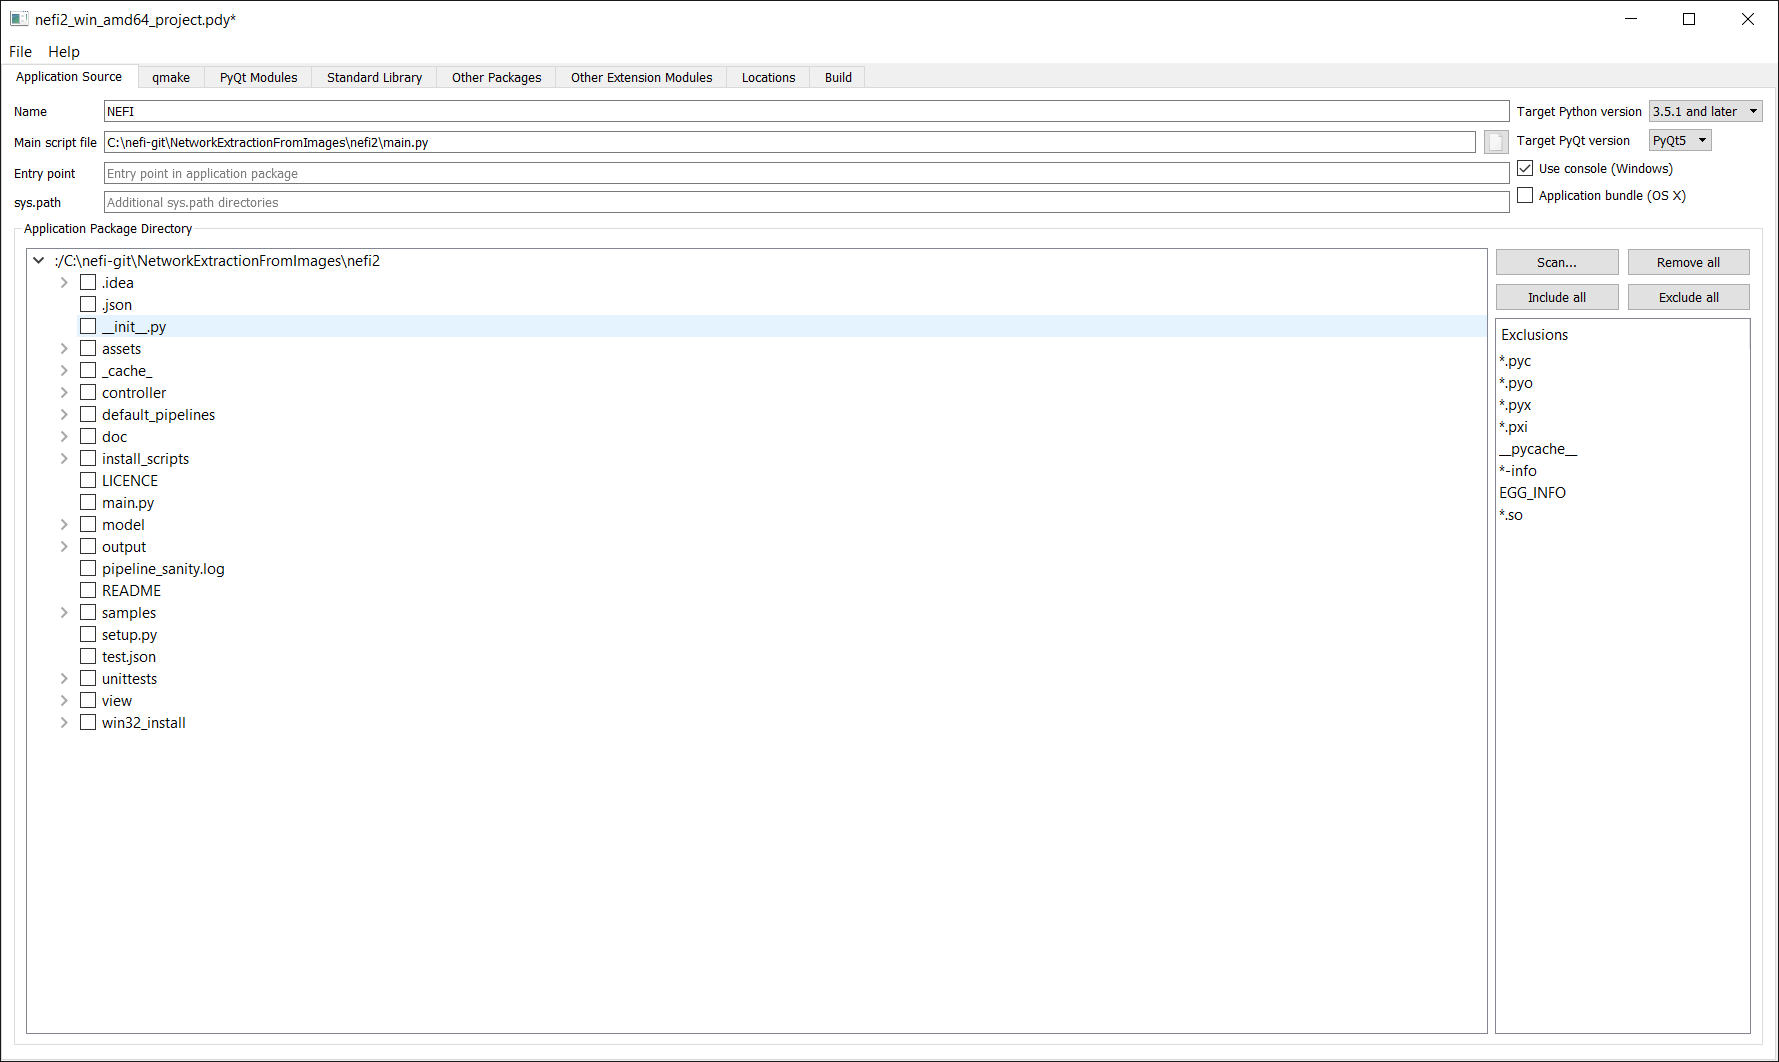 nefi2_win_amd64_project.pdy*
File Help
Application Source qmake PyQt Modules Standard Library Other Packages Other Extension Modules Locations Build
Name NEFI Target Python version 3.5.1 and later
Main script file C:\nefi-git\NetworkExtractionFromImages\nefi2\main.py Target PyQt version PyQt5
Use console (Windows)
Entry point Entry point in application package
Application bundle (OS X)
sys.path Additional sys.path directories
Application Package Directory
:/C:\nefi-git\NetworkExtractionFromImages\nefi2
.idea
.json
__init__.py
assets
_cache_
controller
default_pipelines
doc
install_scripts
LICENCE
main.py
model
output
pipeline_sanity.log
README
samples
setup.py
test.json
unittests
view
win32_install
Scan... Remove all
Include all Exclude all
Exclusions
*.pyc
*.pyo
*.pyx
*.pxi
__pycache__
*-info
EGG_INFO
*.so